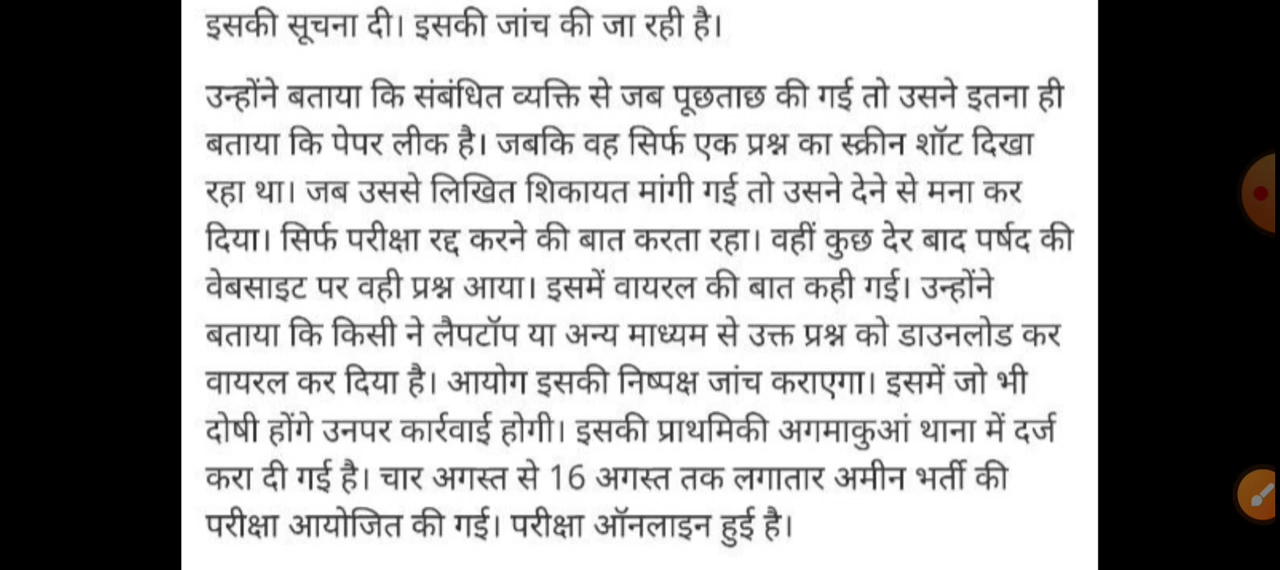 इसकी सूचना दी। इसकी जांच की जा रही है।
उन्होंने बताया कि संबंधित व्यक्ति से जब पूछताछ की गई तो उसने इतना ही
बताया कि पेपर लीक है। जबकि वह सिर्फ एक प्रश्न का स्क्रीन शॉट दिखा
रहा था। जब उससे लिखित शिकायत मांगी गई तो उसने देने से मना कर
दिया। सिर्फ परीक्षा रद्द करने की बात करता रहा। वहीं कुछ देर बाद पर्षद की
वेबसाइट पर वही प्रश्न आया। इसमें वायरल की बात कही गई। उन्होंने
बताया कि किसी ने लैपटॉप या अन्य माध्यम से उक्त प्रश्न को डाउनलोड कर
वायरल कर दिया है। आयोग इसकी निष्पक्ष जांच कराएगा। इसमें जो भी
दोषी होंगे उनपर कार्रवाई होगी। इसकी प्राथमिकी अगमाकुआं थाना में दर्ज
करा दी गई है। चार अगस्त से 16 अगस्त तक लगातार अमीन भर्ती की
परीक्षा आयोजित की गई। परीक्षा ऑनलाइन हुई है।